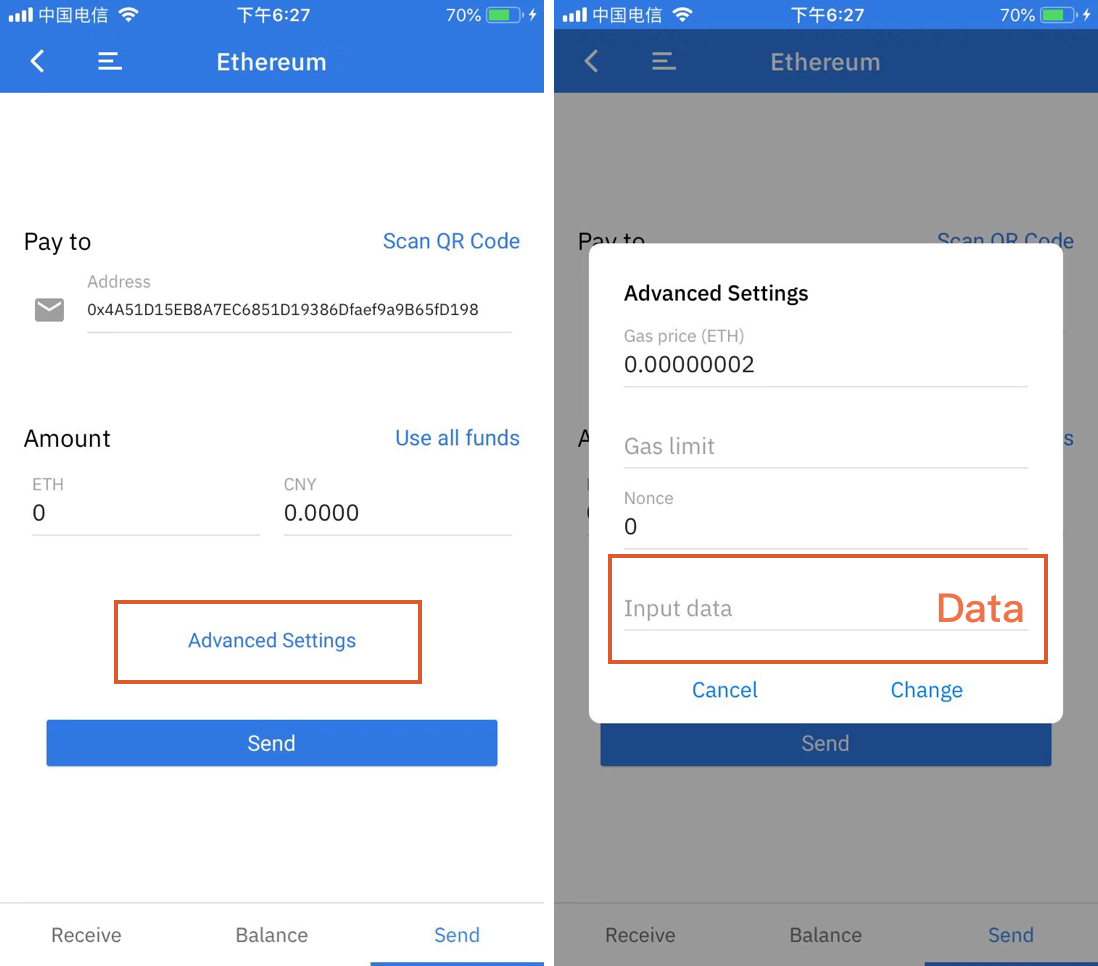 中国电信 下午6:27 70%
Ethereum
Pay to Scan QR Code
Address
0x4A51D15EB8A7EC6851D19386Dfaef9a9B65fD198
Amount Use all funds
ETH CNY
0 0.0000
Advanced Settings
Send
Receive Balance Send
中国电信 下午6:27 70%
Ethereum
Pay to Scan QR Code
Advanced Settings
Gas price (ETH)
0.00000002
Gas limit
Nonce
0
Input data Data
Cancel Change
Send
Receive Balance Send